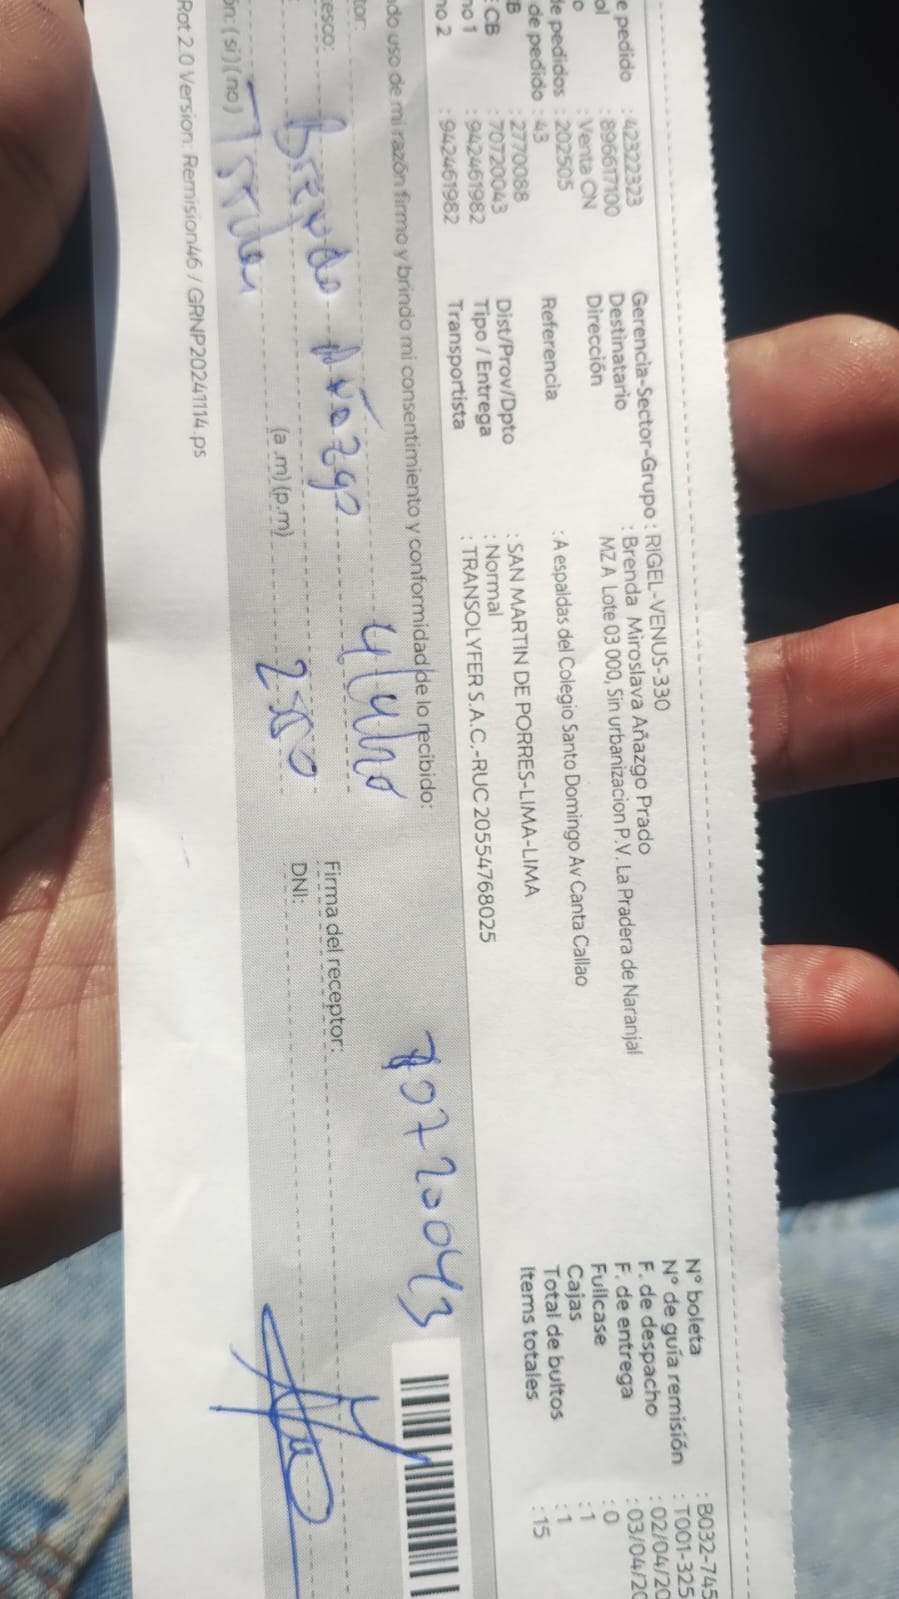 e pedido : 42322323
ol : 896617100
o : Venta CN
de pedidos : 202505
de pedido : 43
B : 2770088
CB : 70720043
no 1 : 942461982
no 2 : 942461982
Gerencia-Sector-Grupo : RIGEL-VENUS-330
Destinatario : Brenda Miroslava Añazgo Prado
Dirección MZ A Lote 03 000, Sin urbanizacion P.V. La Pradera de Naranjal
Referencia : A espaldas del Colegio Santo Domingo Av Canta Callao
Dist/Prov/Dpto : SAN MARTIN DE PORRES-LIMA-LIMA
Tipo / Entrega : Normal
Transportista : TRANSOLYFER S.A.C.-RUC 20554768025
N° boleta : B032-745
N° de guía remisión : T001-325
F. de despacho : 02/04/20
F. de entrega : 03/04/20
Fullcase : 0
Cajas : 1
Total de bultos : 1
Items totales : 15
do uso de mi razón firmo y brindo mi consentimiento y conformidad de lo recibido:
70720043
tor:
Brenda Añazgo
Firma del receptor:
DNI:
(a.m) (p.m)
ón: ( si ) ( no )
Rot 2.0 Version: Remision46 / GRNP20241114.ps